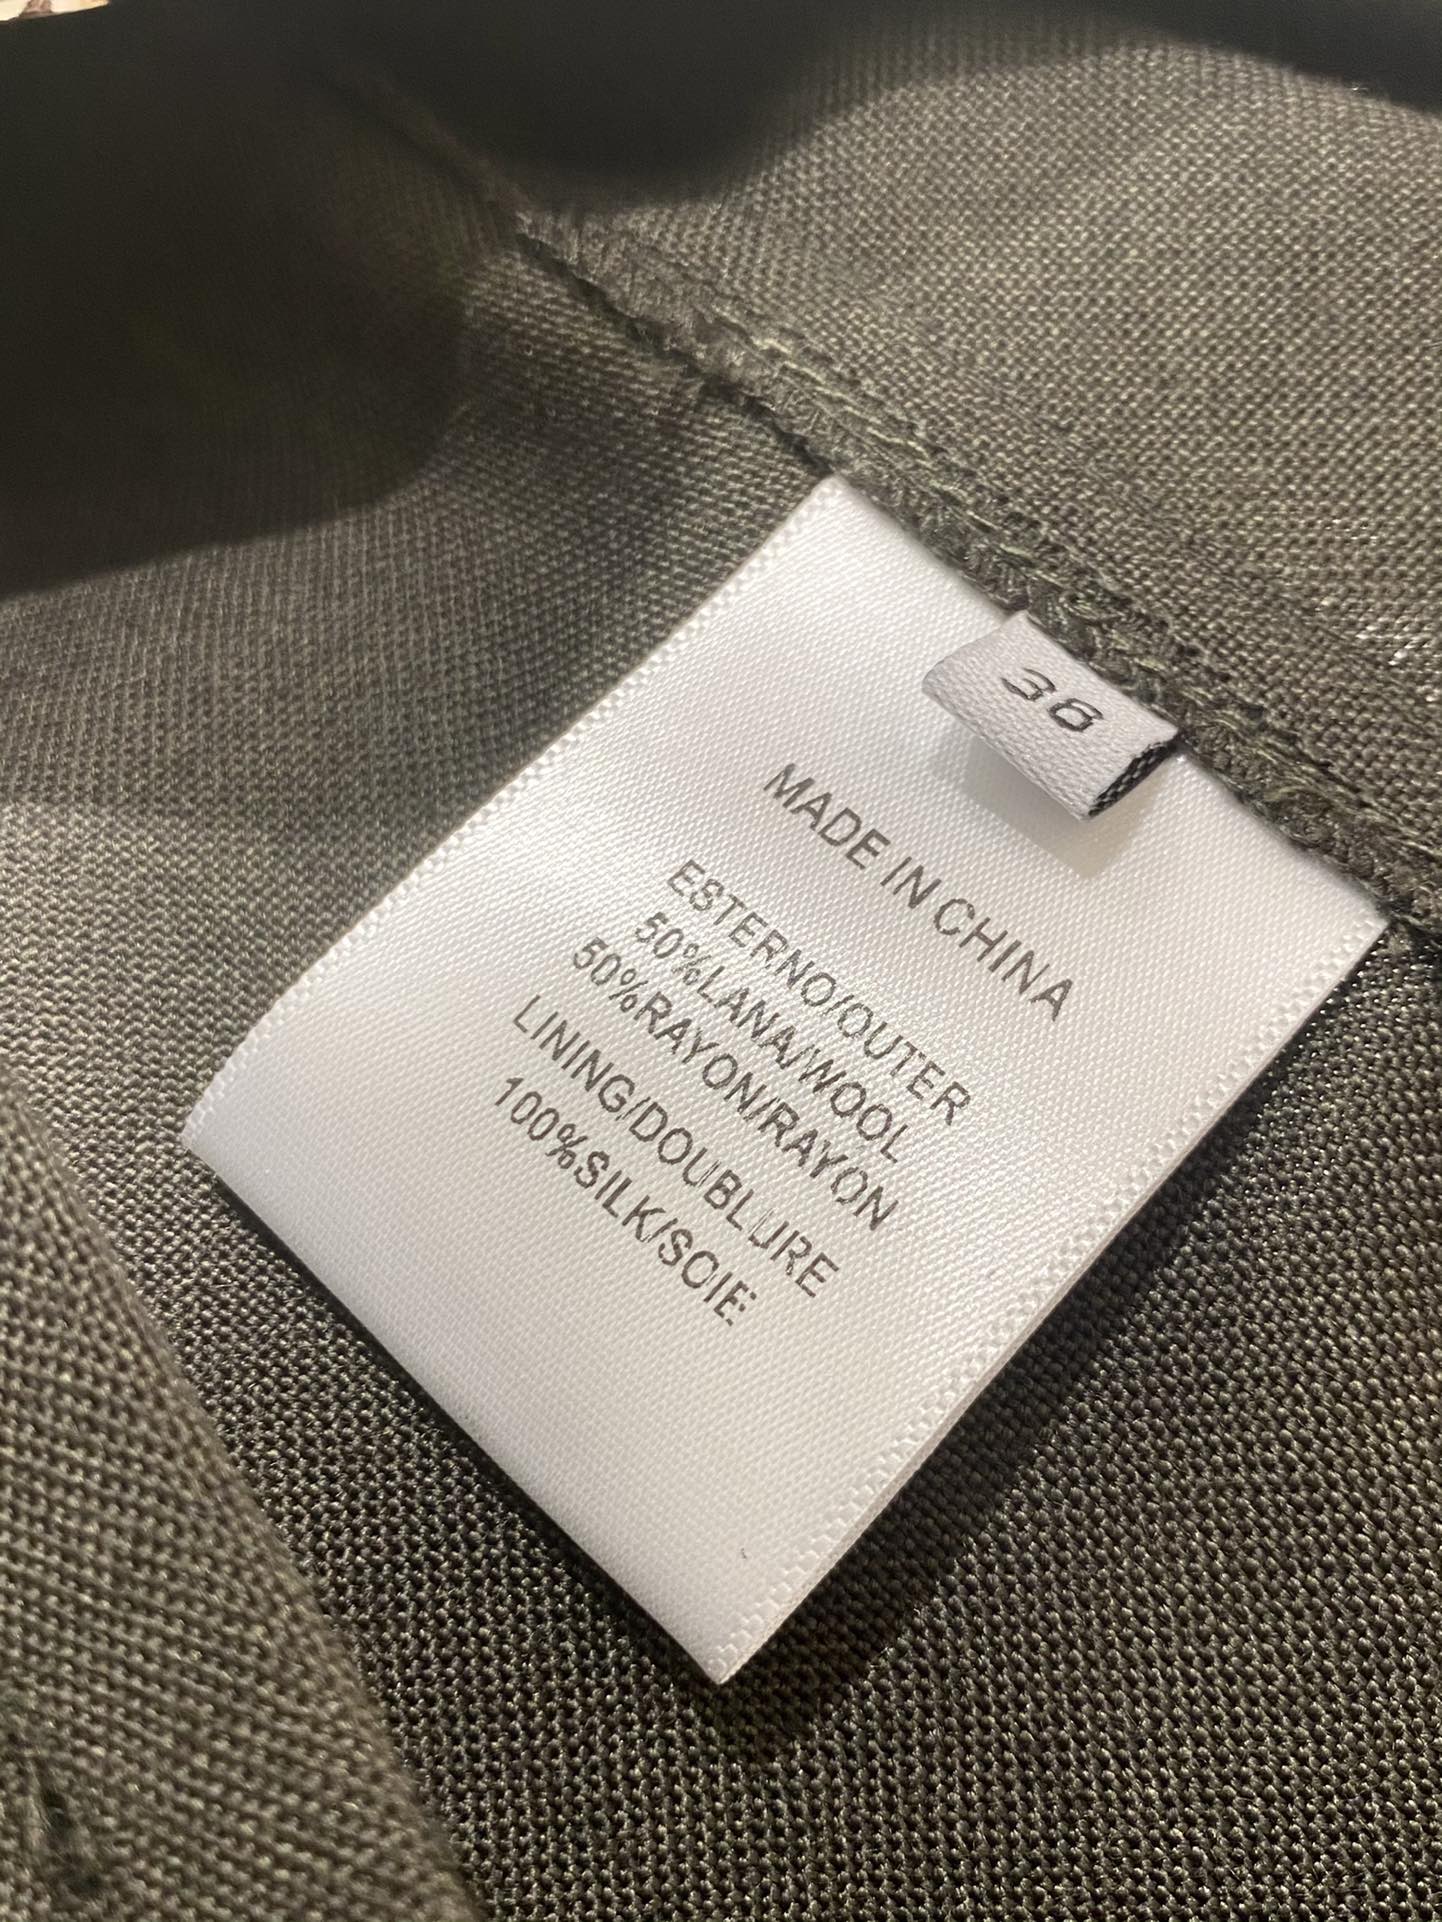 38
MADE IN CHINA
ESTERNO/OUTER
50%LANA/WOOL
50%RAYON/RAYON
LINING/DOUBLURE
100%SILK/SOIE